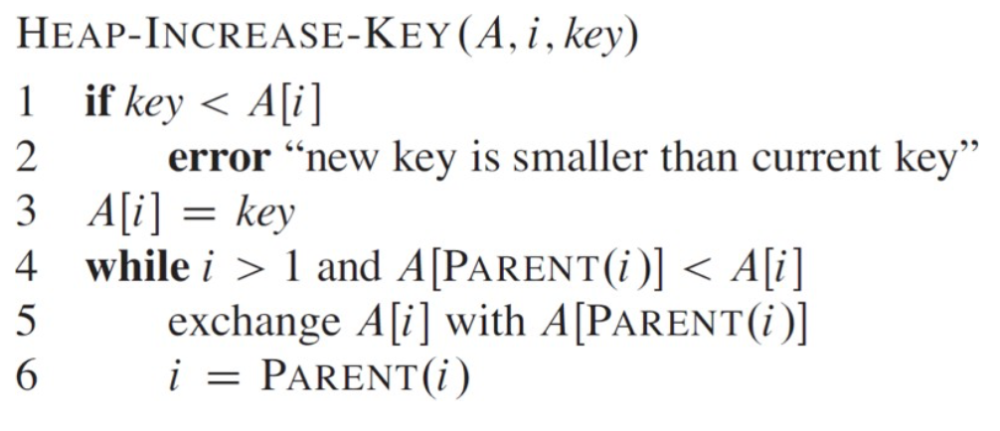 HEAP-INCREASE-KEY(A, i, key)
1 if key < A[i]
2 error “new key is smaller than current key”
3 A[i] = key
4 while i > 1 and A[PARENT(i)] < A[i]
5 exchange A[i] with A[PARENT(i)]
6 i = PARENT(i)